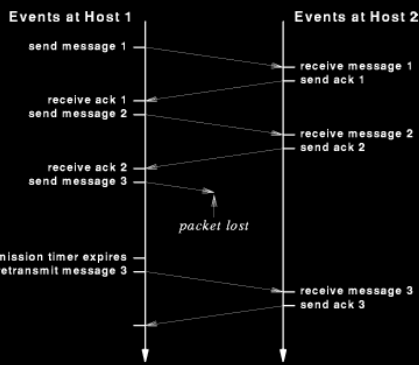 Events at Host 1
Events at Host 2
send message 1
receive message 1
send ack 1
receive ack 1
send message 2
receive message 2
send ack 2
receive ack 2
send message 3
packet lost
timer expires
message 3
receive message 3
send ack 3